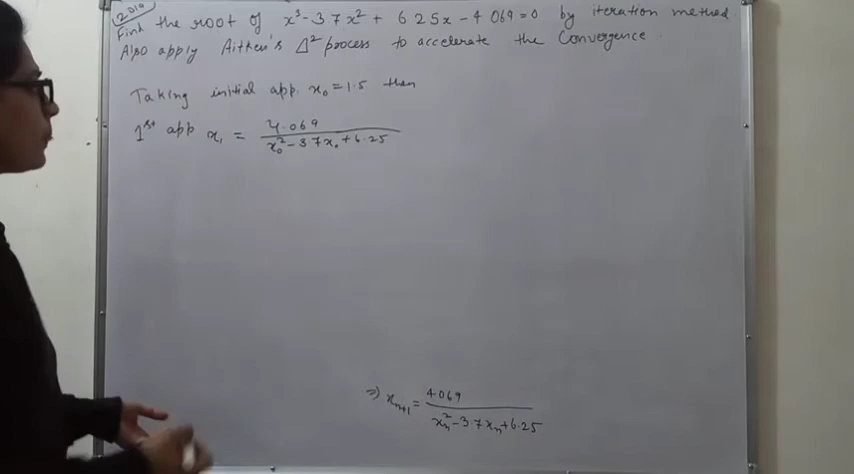 2010
Find the root of x³-3.7x² + 6.25x - 4.069 = 0 by iteration method
Also apply Aitken's Δ² process to accelerate the Convergence.
Taking initial app. x₀ = 1.5 then
1st app x₁ = 4.069 / (x₀² - 3.7x₀ + 6.25)
⇒ xₙ₊₁ = 4.069 / (xₙ² - 3.7xₙ + 6.25)